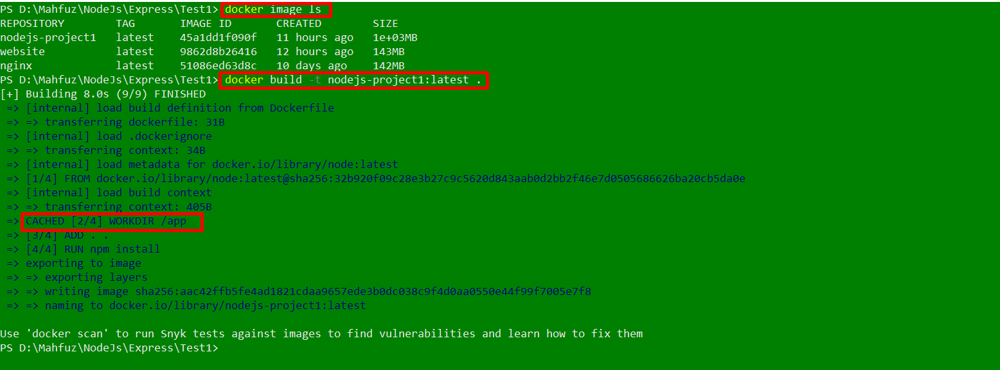 PS D:\Mahfuz\NodeJs\Express\Test1> docker image ls
REPOSITORY TAG IMAGE ID CREATED SIZE
nodejs-project1 latest 45a1dd1f090f 11 hours ago 1e+03MB
website latest 9862d8b26416 12 hours ago 143MB
nginx latest 51086ed63d8c 10 days ago 142MB
PS D:\Mahfuz\NodeJs\Express\Test1> docker build -t nodejs-project1:latest .
[+] Building 8.0s (9/9) FINISHED
=> [internal] load build definition from Dockerfile
=> => transferring dockerfile: 31B
=> [internal] load .dockerignore
=> => transferring context: 34B
=> [internal] load metadata for docker.io/library/node:latest
=> [1/4] FROM docker.io/library/node:latest@sha256:32b920f09c28e3b27c9c5620d843aab0d2bb2f46e7d0505686626ba20cb5da0e
=> [internal] load build context
=> => transferring context: 405B
=> CACHED [2/4] WORKDIR /app
=> [3/4] ADD . .
=> [4/4] RUN npm install
=> exporting to image
=> => exporting layers
=> => writing image sha256:aac42ffb5fe4ad1821cdaa9657ede3b0dc038c9f4d0aa0550e44f99f7005e7f8
=> => naming to docker.io/library/nodejs-project1:latest
Use 'docker scan' to run Snyk tests against images to find vulnerabilities and learn how to fix them
PS D:\Mahfuz\NodeJs\Express\Test1>